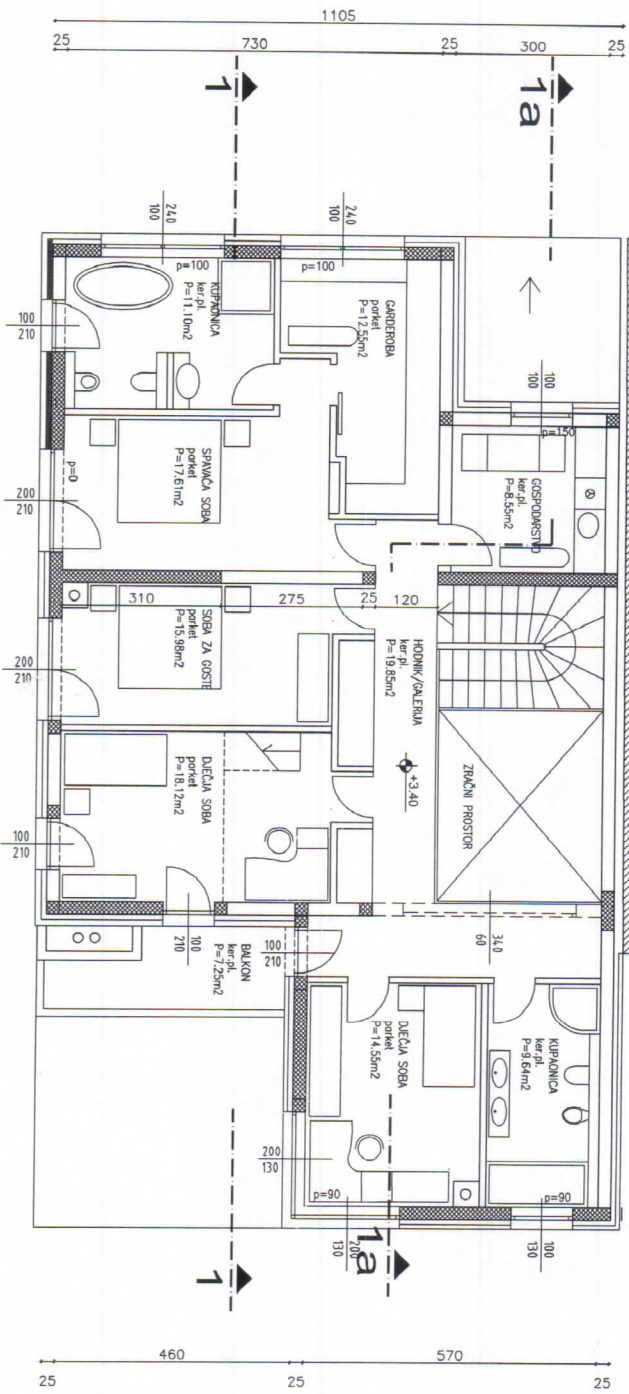 1105
25
730
25
300
25
1
1a
240
100
240
100
p=100
p=100
KUPAONICA
ker.pl.
P=11.10m2
GARDEROBA
parket
P=12.55m2
100
100
p=150
GOSPODARSTVO
ker.pl.
P=8.55m2
100
210
SPAVAĆA SOBA
parket
P=17.61m2
p=0
200
210
310
275
25
120
SOBA ZA GOSTE
parket
P=15.98m2
HODNIK/GALERIJA
ker.pl.
P=19.85m2
200
210
+3.40
ZRAČNI PROSTOR
DJEČJA SOBA
parket
P=18.12m2
100
210
100
210
BALKON
ker.pl.
P=7.25m2
100
210
340
60
DJEČJA SOBA
parket
P=14.55m2
KUPAONICA
ker.pl.
P=9.64m2
200
130
p=90
p=90
200
130
100
130
1
1a
460
570
25
25
25